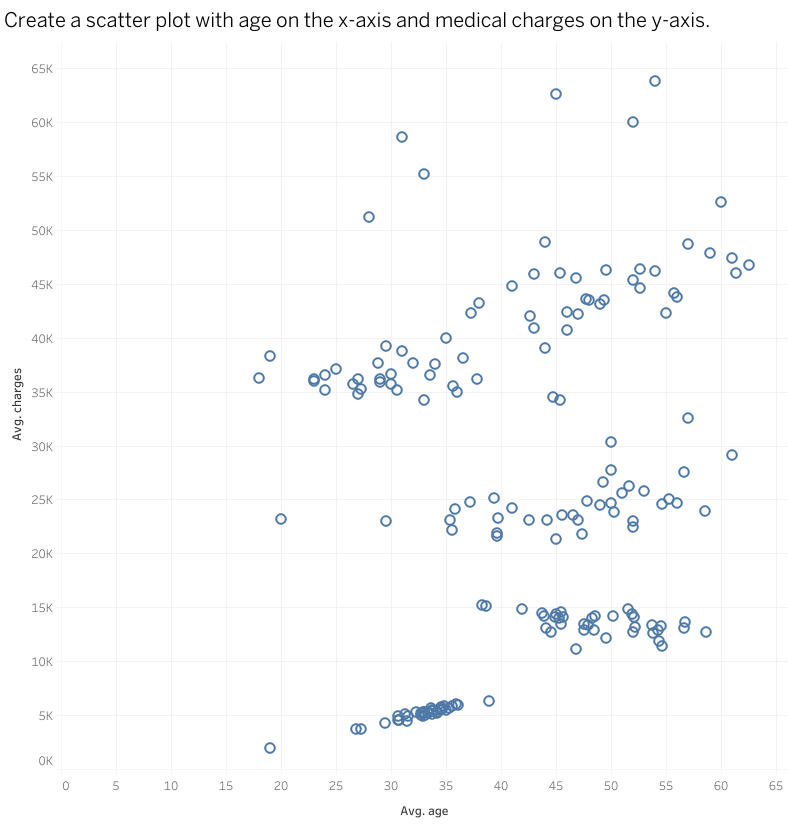 Create a scatter plot with age on the x-axis and medical charges on the y-axis.
65K
60K
55K
50K
45K
40K
35K
30K
25K
20K
15K
10K
5K
0K
Avg. charges
0 5 10 15 20 25 30 35 40 45 50 55 60 65
Avg. age